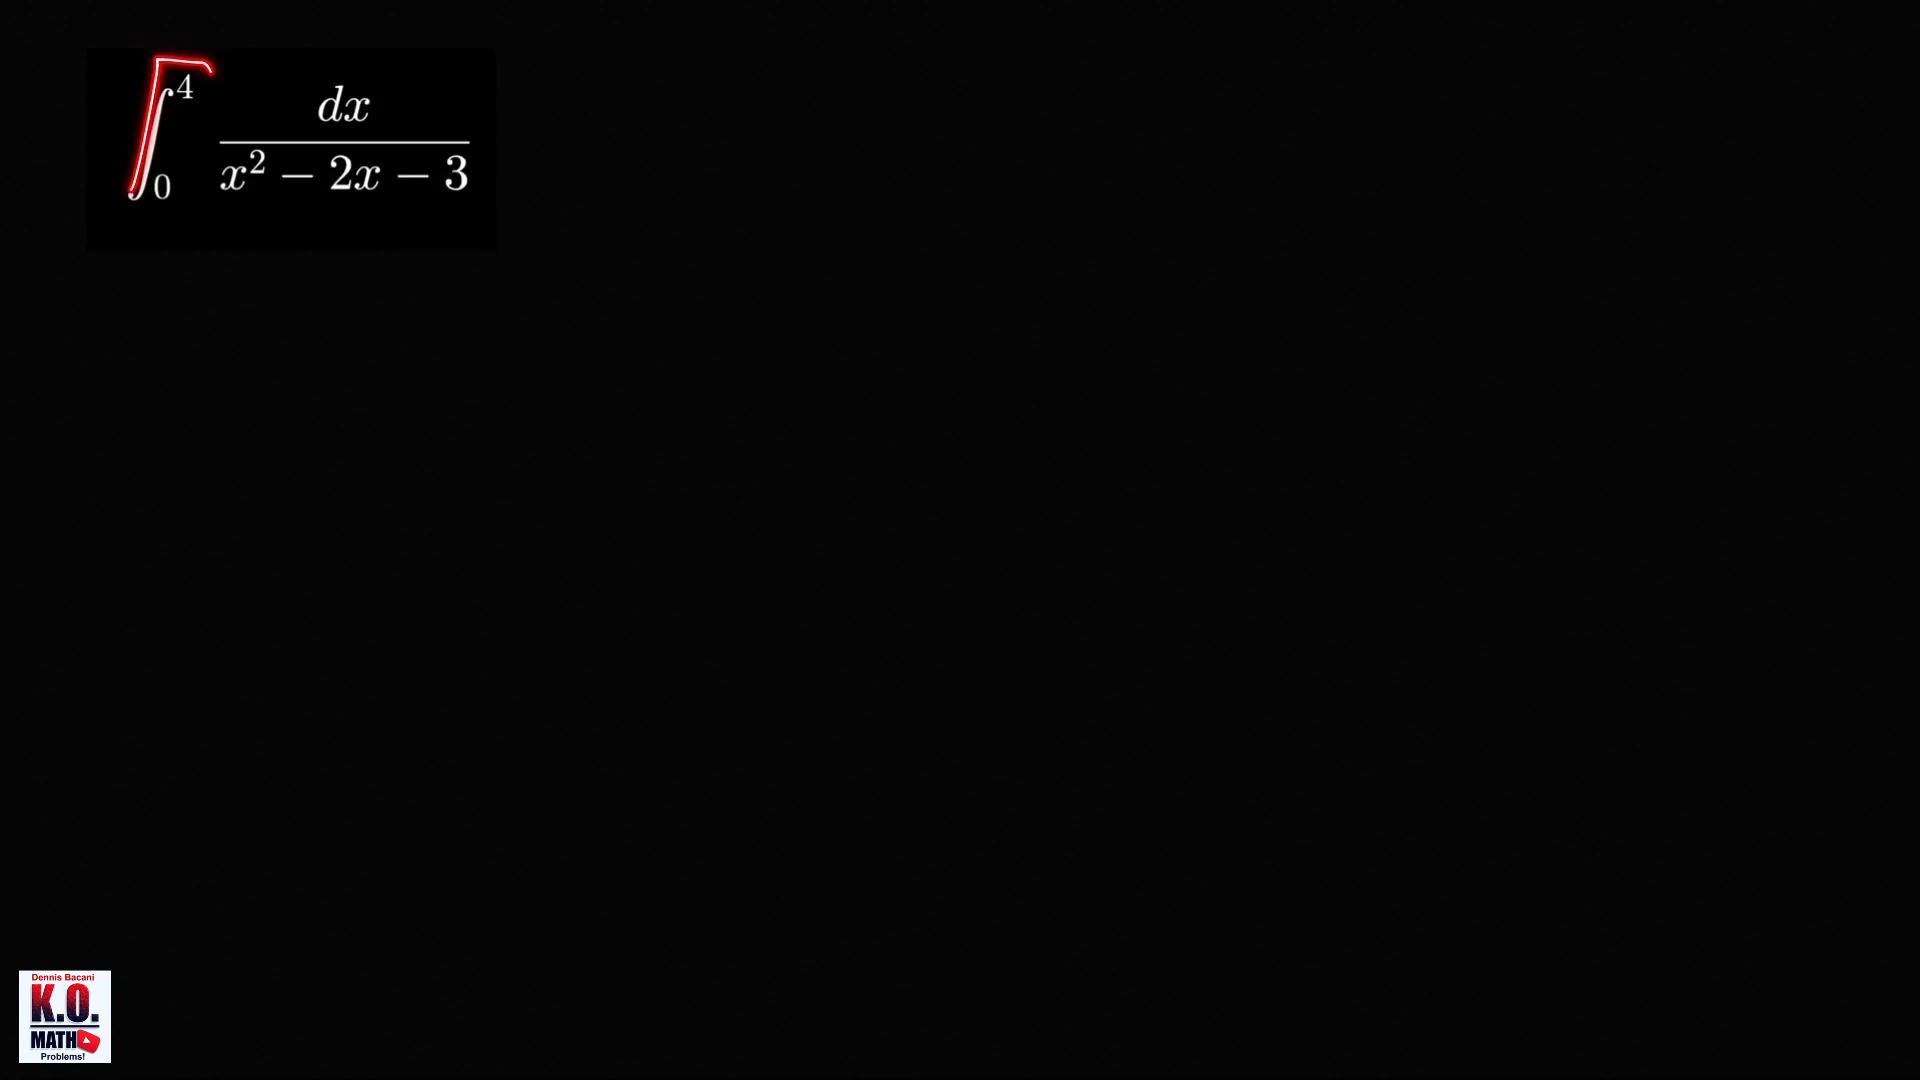 ∫₀⁴ dx / (x² − 2x − 3)
Dennis Bacani
K.O.
MATH
Problems!